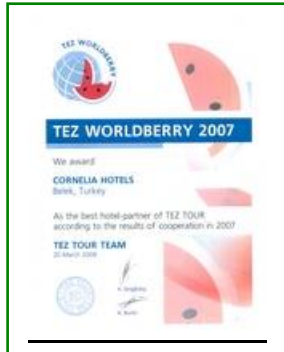 TEZ WORLDBERRY
TEZ WORLDBERRY 2007
We award
CORNELIA HOTELS
Belek, Turkey
As the best hotel-partner of TEZ TOUR
according to the results of cooperation in 2007
TEZ TOUR TEAM
20 March 2008